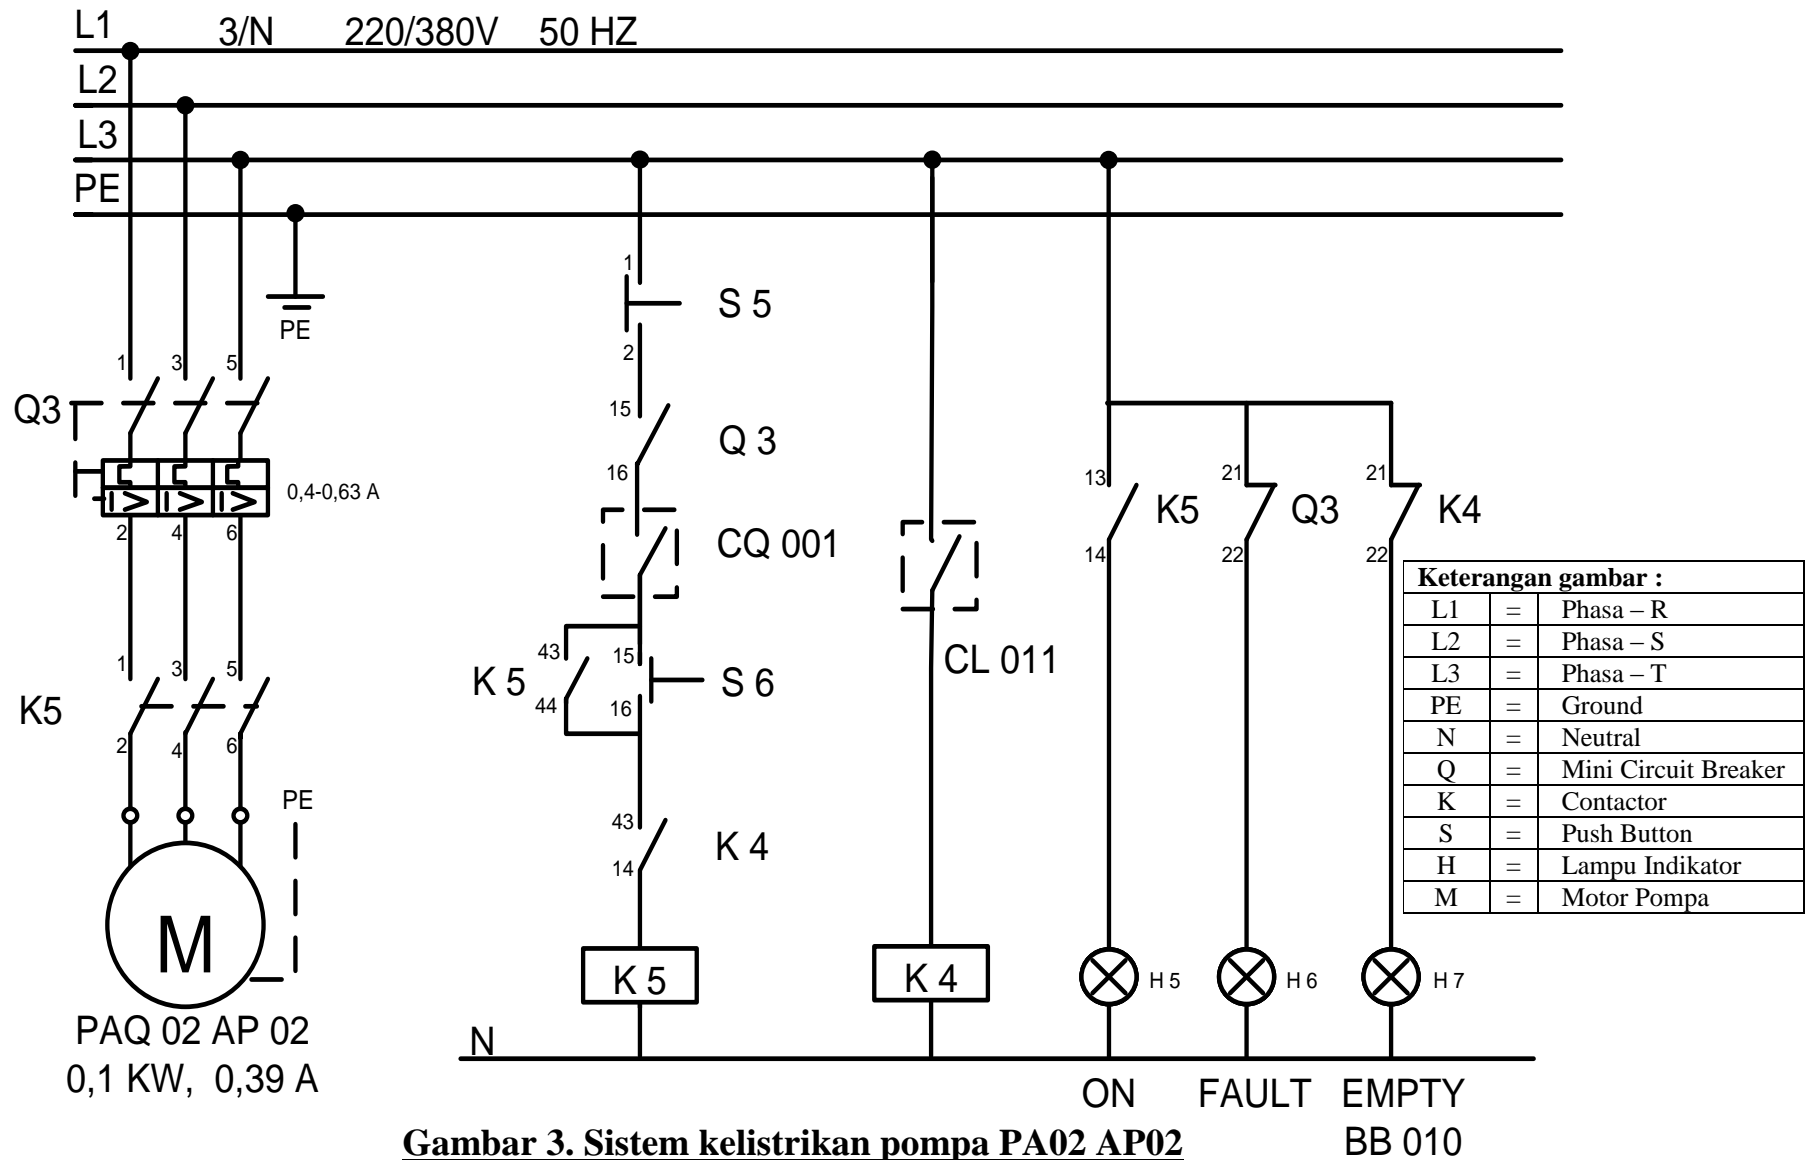 L1 3/N 220/380V 50 HZ
L2
L3
PE
PE
1 3 5
Q3
0,4-0,63 A
2 4 6
1 3 5
K5
2 4 6
PE
M
PAQ 02 AP 02
0,1 KW, 0,39 A
1
S 5
2
15
Q 3
16
CQ 001
43
K 5
44
15
S 6
16
43
K 4
14
K 5
CL 011
K 4
13
K5
14
21
Q3
22
21
K4
22
H 5
H 6
H 7
N
ON FAULT EMPTY
BB 010
Keterangan gambar :
L1 = Phasa – R
L2 = Phasa – S
L3 = Phasa – T
PE = Ground
N = Neutral
Q = Mini Circuit Breaker
K = Contactor
S = Push Button
H = Lampu Indikator
M = Motor Pompa
Gambar 3. Sistem kelistrikan pompa PA02 AP02